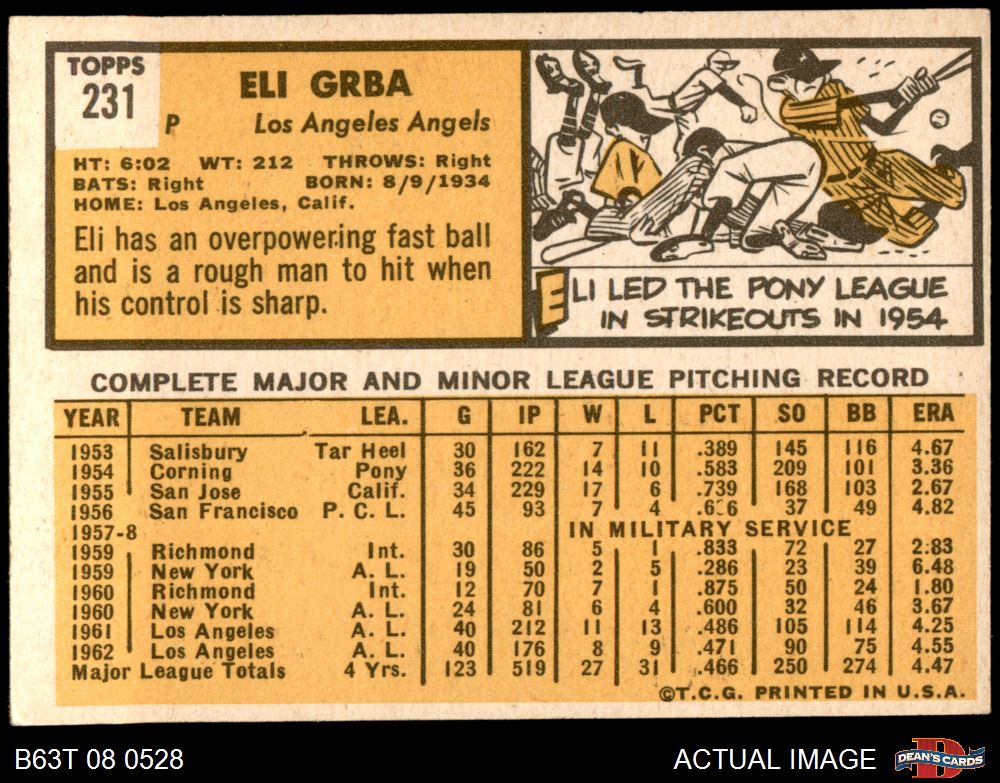 TOPPS
231
ELI GRBA
P Los Angeles Angels
HT: 6:02 WT: 212 THROWS: Right
BATS: Right BORN: 8/9/1934
HOME: Los Angeles, Calif.
Eli has an overpowering fast ball
and is a rough man to hit when
his control is sharp.
ELI LED THE PONY LEAGUE
IN STRIKEOUTS IN 1954
COMPLETE MAJOR AND MINOR LEAGUE PITCHING RECORD
YEAR TEAM LEA. G IP W L PCT SO BB ERA
1953 Salisbury Tar Heel 30 162 7 11 .389 145 116 4.67
1954 Corning Pony 36 222 14 10 .583 209 101 3.36
1955 San Jose Calif. 34 229 17 6 .739 168 103 2.67
1956 San Francisco P. C. L. 45 93 7 4 37 49 4.82
1957-8 IN MILITARY SERVICE
1959 Richmond Int. 30 86 5 1 .833 72 27 2.83
1959 New York A. L. 19 50 2 5 .286 23 39 6.48
1960 Richmond Int. 12 70 7 1 .875 50 24 1.80
1960 New York A. L. 24 81 6 4 .600 32 46 3.67
1961 Los Angeles A. L. 40 212 11 13 .486 105 114 4.25
1962 Los Angeles A. L. 40 176 8 9 .471 90 75 4.55
Major League Totals 4 Yrs. 123 519 27 31 .466 250 274 4.47
©T.C.G. PRINTED IN U.S.A.
B63T 08 0528 ACTUAL IMAGE DEAN'S CARDS